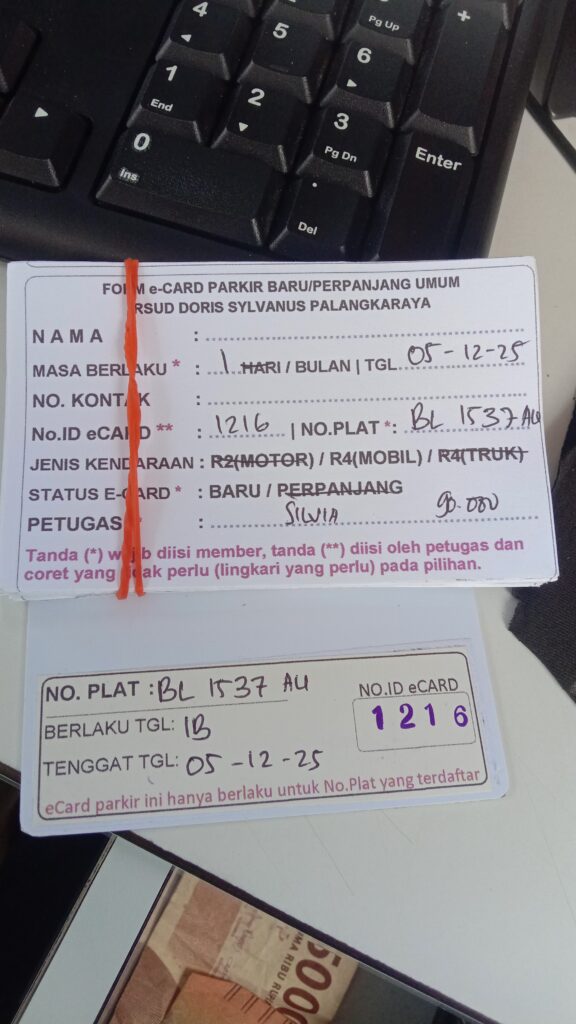 4
5
Pg Up
+
6
1
End
2
3
Pg Dn
Enter
0
Ins
.
Del
FORM e-CARD PARKIR BARU/PERPANJANG UMUM
RSUD DORIS SYLVANUS PALANGKARAYA
NAMA :
MASA BERLAKU * : 1 HARI / BULAN | TGL 05-12-25
NO. KONTAK :
No.ID eCARD ** : 1216 | NO.PLAT *: BL 1537 AU
JENIS KENDARAAN : R2(MOTOR) / R4(MOBIL) / R4(TRUK)
STATUS E-CARD * : BARU / PERPANJANG
PETUGAS : SILVIA 90.000
Tanda (*) wajib diisi member, tanda (**) diisi oleh petugas dan
coret yang tidak perlu (lingkari yang perlu) pada pilihan.
NO. PLAT : BL 1537 AU
NO.ID eCARD
1216
BERLAKU TGL: 1B
TENGGAT TGL: 05-12-25
eCard parkir ini hanya berlaku untuk No.Plat yang terdaftar
5000
RIBU